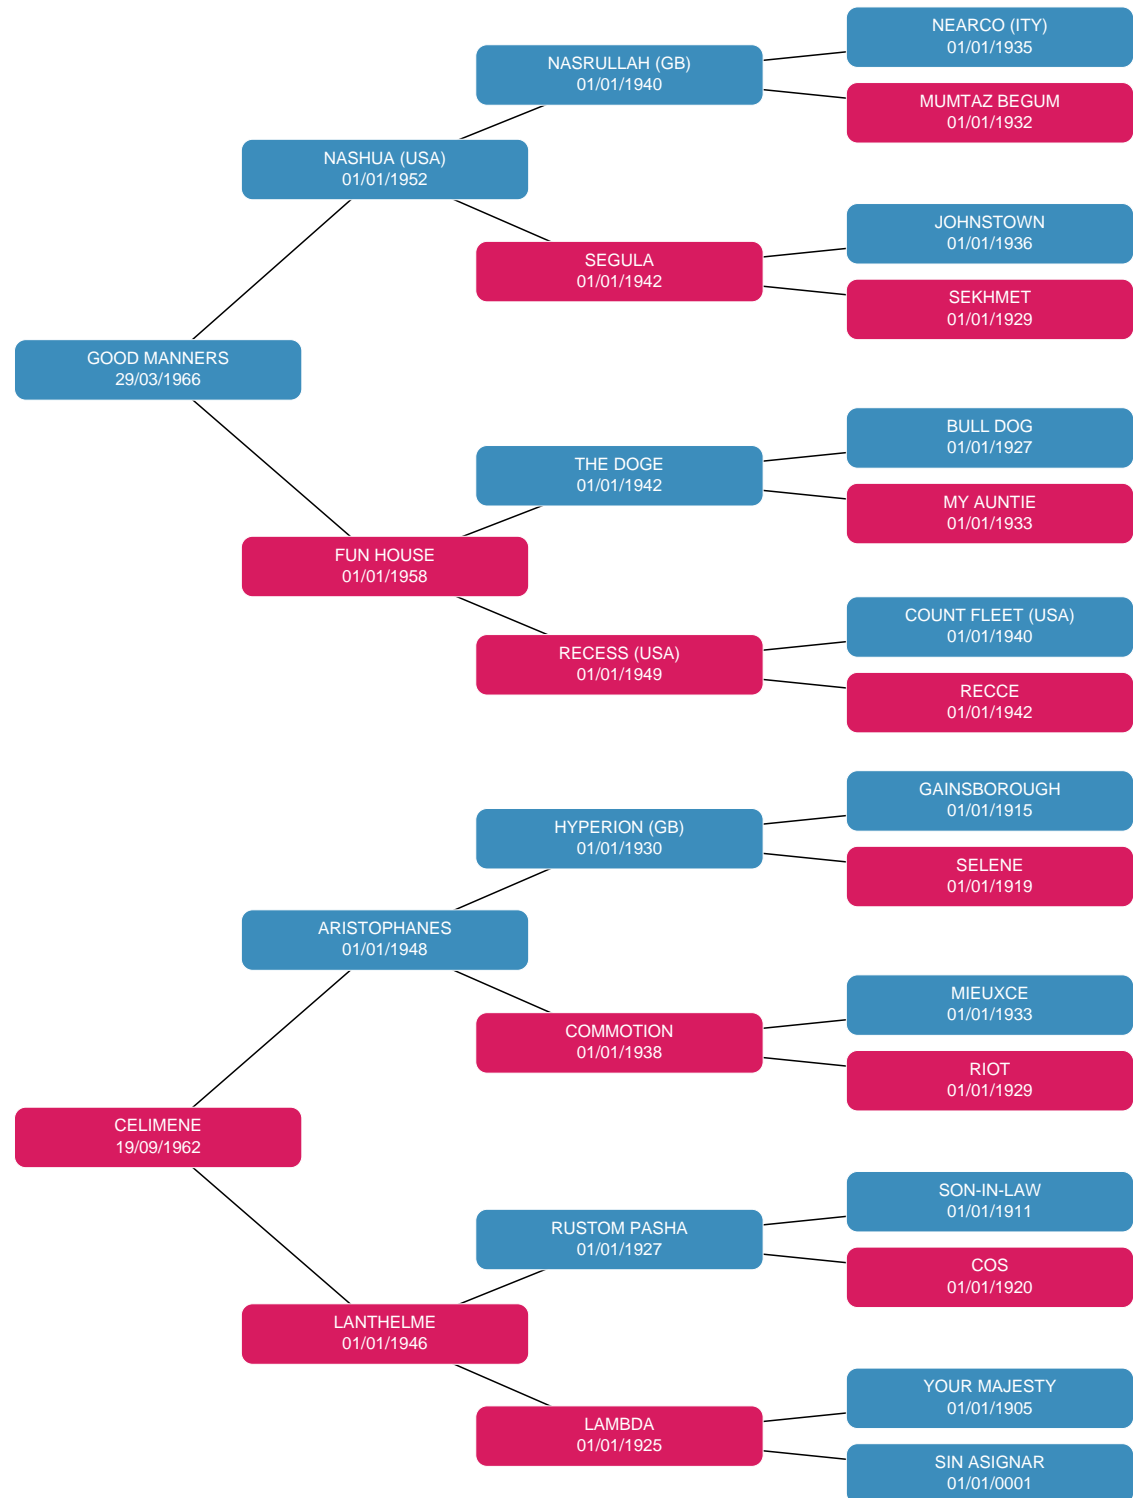 NEARCO (ITY)
01/01/1935
NASRULLAH (GB)
01/01/1940
MUMTAZ BEGUM
01/01/1932
NASHUA (USA)
01/01/1952
JOHNSTOWN
01/01/1936
SEGULA
01/01/1942
SEKHMET
01/01/1929
GOOD MANNERS
29/03/1966
BULL DOG
01/01/1927
THE DOGE
01/01/1942
MY AUNTIE
01/01/1933
FUN HOUSE
01/01/1958
COUNT FLEET (USA)
01/01/1940
RECESS (USA)
01/01/1949
RECCE
01/01/1942
GAINSBOROUGH
01/01/1915
HYPERION (GB)
01/01/1930
SELENE
01/01/1919
ARISTOPHANES
01/01/1948
MIEUXCE
01/01/1933
COMMOTION
01/01/1938
RIOT
01/01/1929
CELIMENE
19/09/1962
SON-IN-LAW
01/01/1911
RUSTOM PASHA
01/01/1927
COS
01/01/1920
LANTHELME
01/01/1946
YOUR MAJESTY
01/01/1905
LAMBDA
01/01/1925
SIN ASIGNAR
01/01/0001